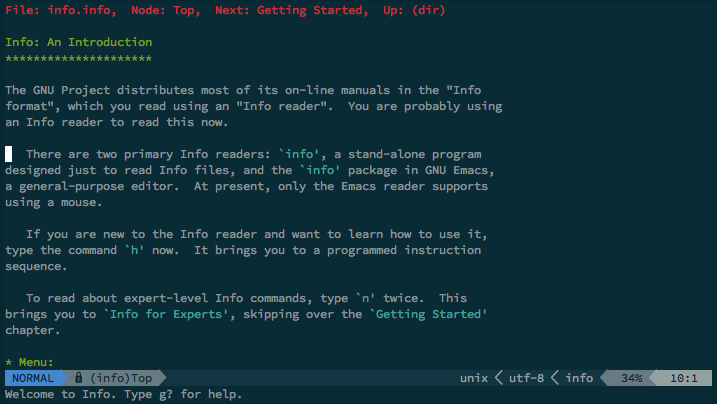 File: info.info,  Node: Top,  Next: Getting Started,  Up: (dir)
Info: An Introduction
*********************
The GNU Project distributes most of its on-line manuals in the "Info
format", which you read using an "Info reader".  You are probably using
an Info reader to read this now.
There are two primary Info readers: `info', a stand-alone program
designed just to read Info files, and the `info' package in GNU Emacs,
a general-purpose editor.  At present, only the Emacs reader supports
using a mouse.
If you are new to the Info reader and want to learn how to use it,
type the command `h' now.  It brings you to a programmed instruction
sequence.
To read about expert-level Info commands, type `n' twice.  This
brings you to `Info for Experts', skipping over the `Getting Started'
chapter.
* Menu:
NORMAL (info)Top unix utf-8 info 34% 10:1
Welcome to Info. Type g? for help.